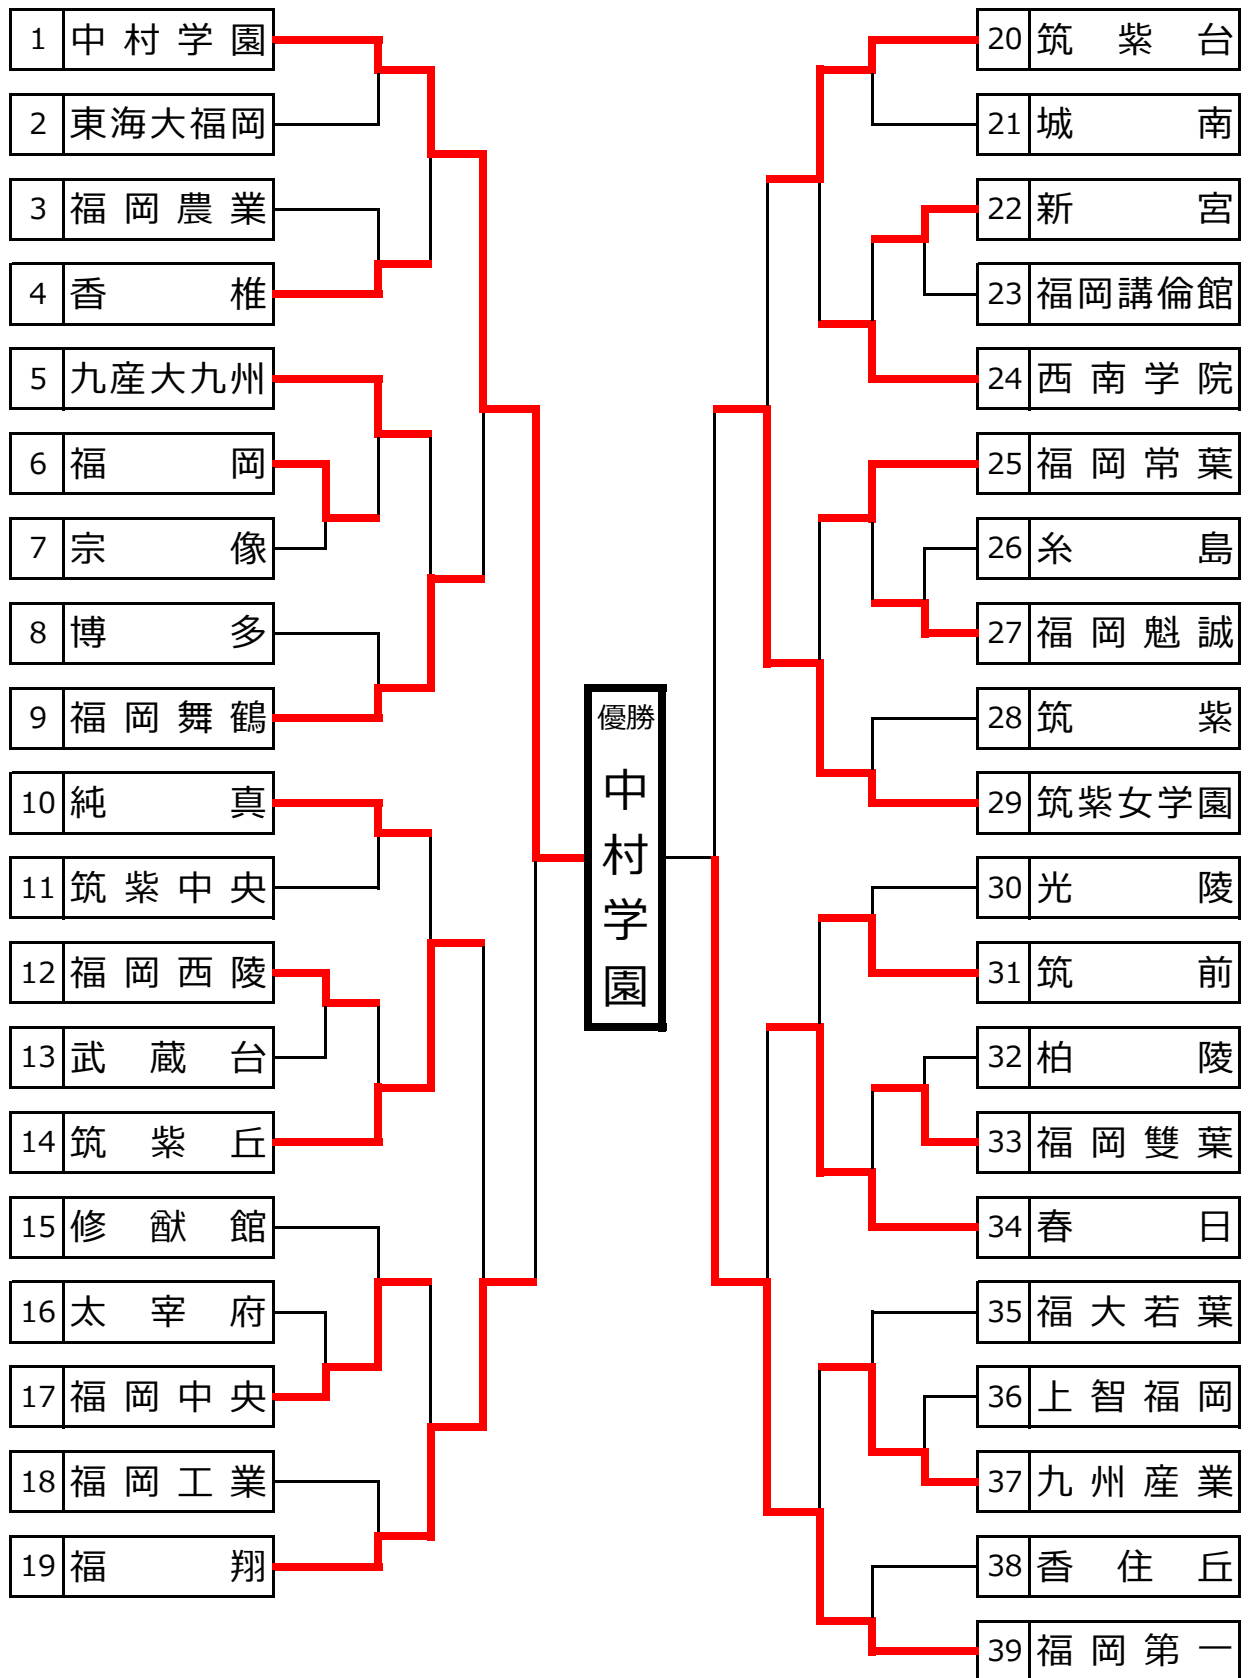 1 中村学園
2 東海大福岡
3 福岡農業
4 香椎
5 九産大九州
6 福岡
7 宗像
8 博多
9 福岡舞鶴
10 純真
11 筑紫中央
12 福岡西陵
13 武蔵台
14 筑紫丘
15 修猷館
16 太宰府
17 福岡中央
18 福岡工業
19 福翔
優勝
中村学園
20 筑紫台
21 城南
22 新宮
23 福岡講倫館
24 西南学院
25 福岡常葉
26 糸島
27 福岡魁誠
28 筑紫
29 筑紫女学園
30 光陵
31 筑前
32 柏陵
33 福岡雙葉
34 春日
35 福大若葉
36 上智福岡
37 九州産業
38 香住丘
39 福岡第一